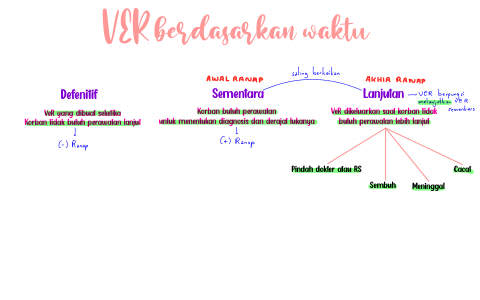 VER berdasarkan waktu
saling berkaitan
AWAL RANAP
AKHIR RANAP
Defenitif
Sementara
Lanjutan
VER berfungsi
melanjutkan VER
sementara
VeR yang dibuat seketika
Korban tidak butuh perawatan lanjut
Korban butuh perawatan
untuk menentukan diagnosis dan derajat lukanya
VeR dikeluarkan saat korban tidak
butuh perawatan lebih lanjut
(-) Ranap
(+) Ranap
Pindah dokter atau RS
Sembuh
Meninggal
Cacat